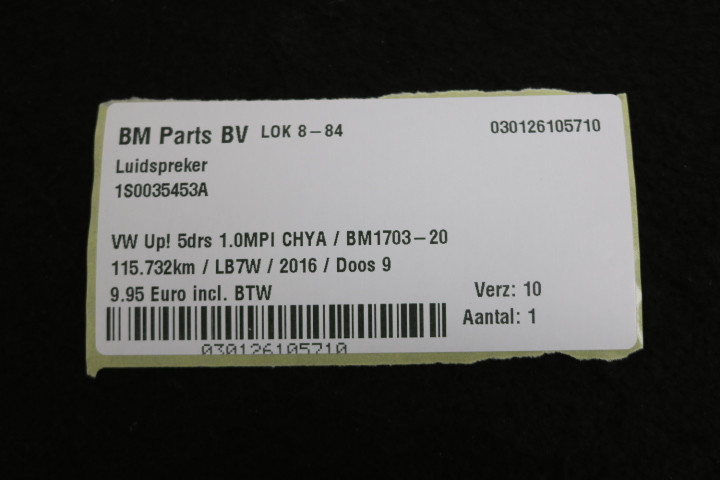 BM Parts BV LOK 8-84 030126105710
Luidspreker
1S0035453A
VW Up! 5drs 1.0MPI CHYA / BM1703-20
115.732km / LB7W / 2016 / Doos 9
9.95 Euro incl. BTW Verz: 10
Aantal: 1
030126105710